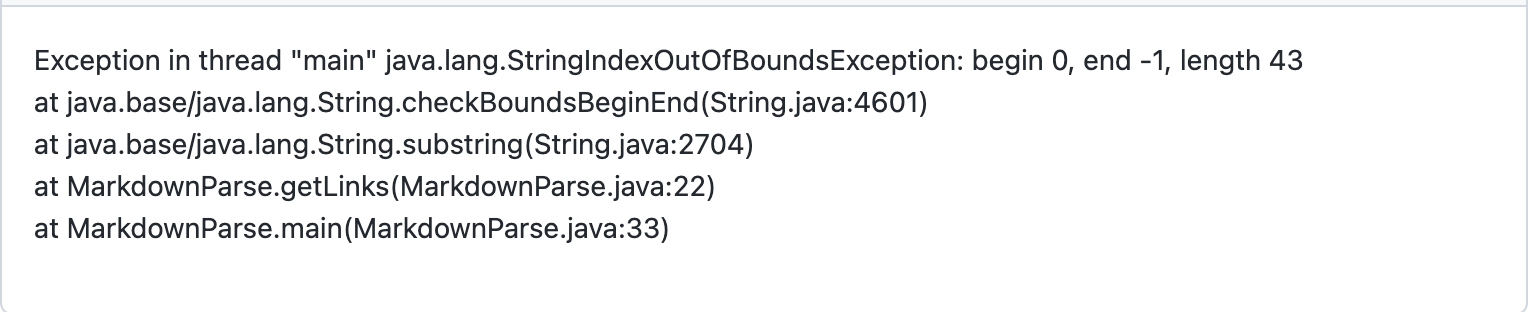 Exception in thread "main" java.lang.StringIndexOutOfBoundsException: begin 0, end -1, length 43
at java.base/java.lang.String.checkBoundsBeginEnd(String.java:4601)
at java.base/java.lang.String.substring(String.java:2704)
at MarkdownParse.getLinks(MarkdownParse.java:22)
at MarkdownParse.main(MarkdownParse.java:33)